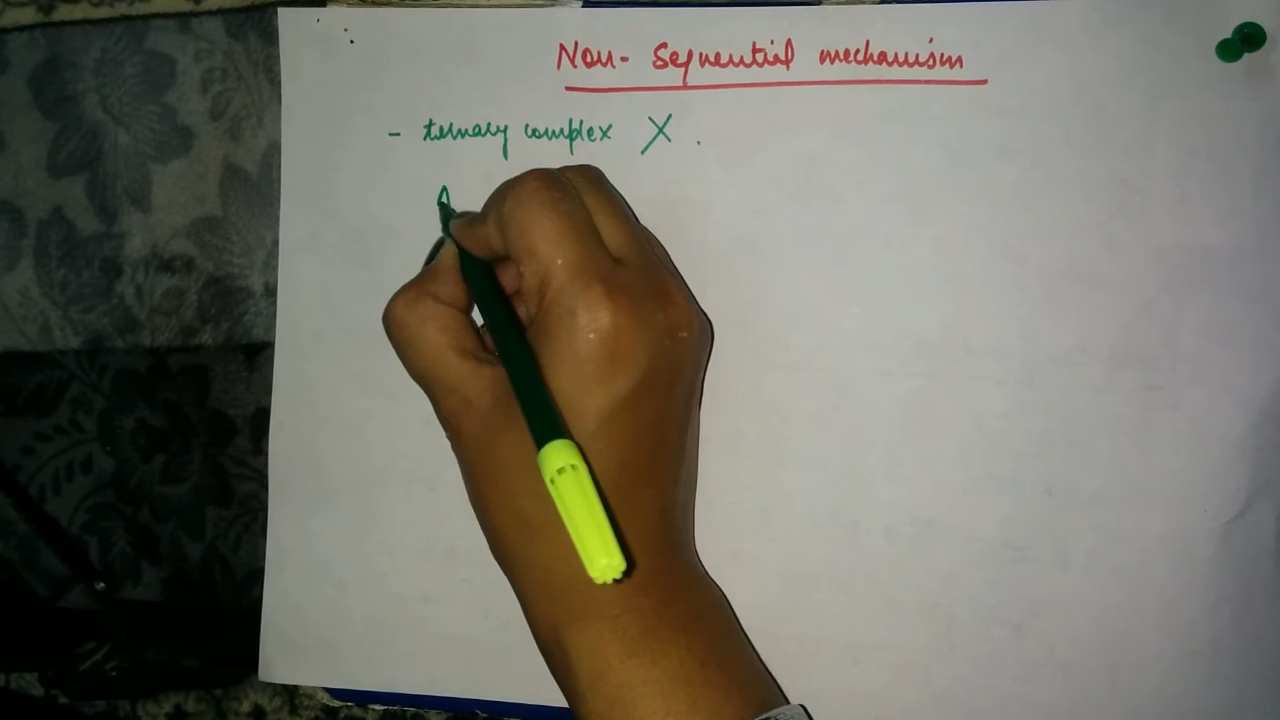 Non- Sequential mechanism
- ternary complex X .
A